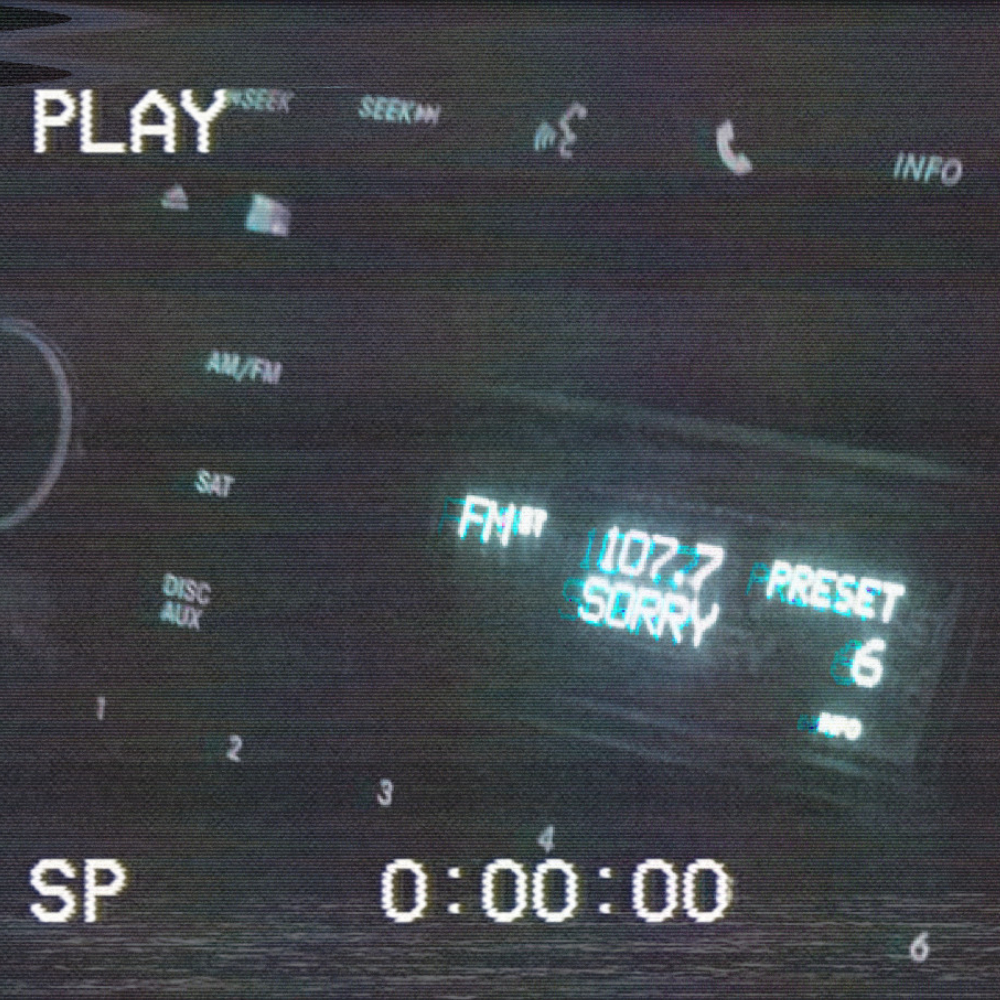 PLAY
SEEK
SEEK
INFO
AM/FM
SAT
DISC
AUX
FM ST
107.7
SORRY
PRESET
6
INFO
1
2
3
4
6
SP
0:00:00